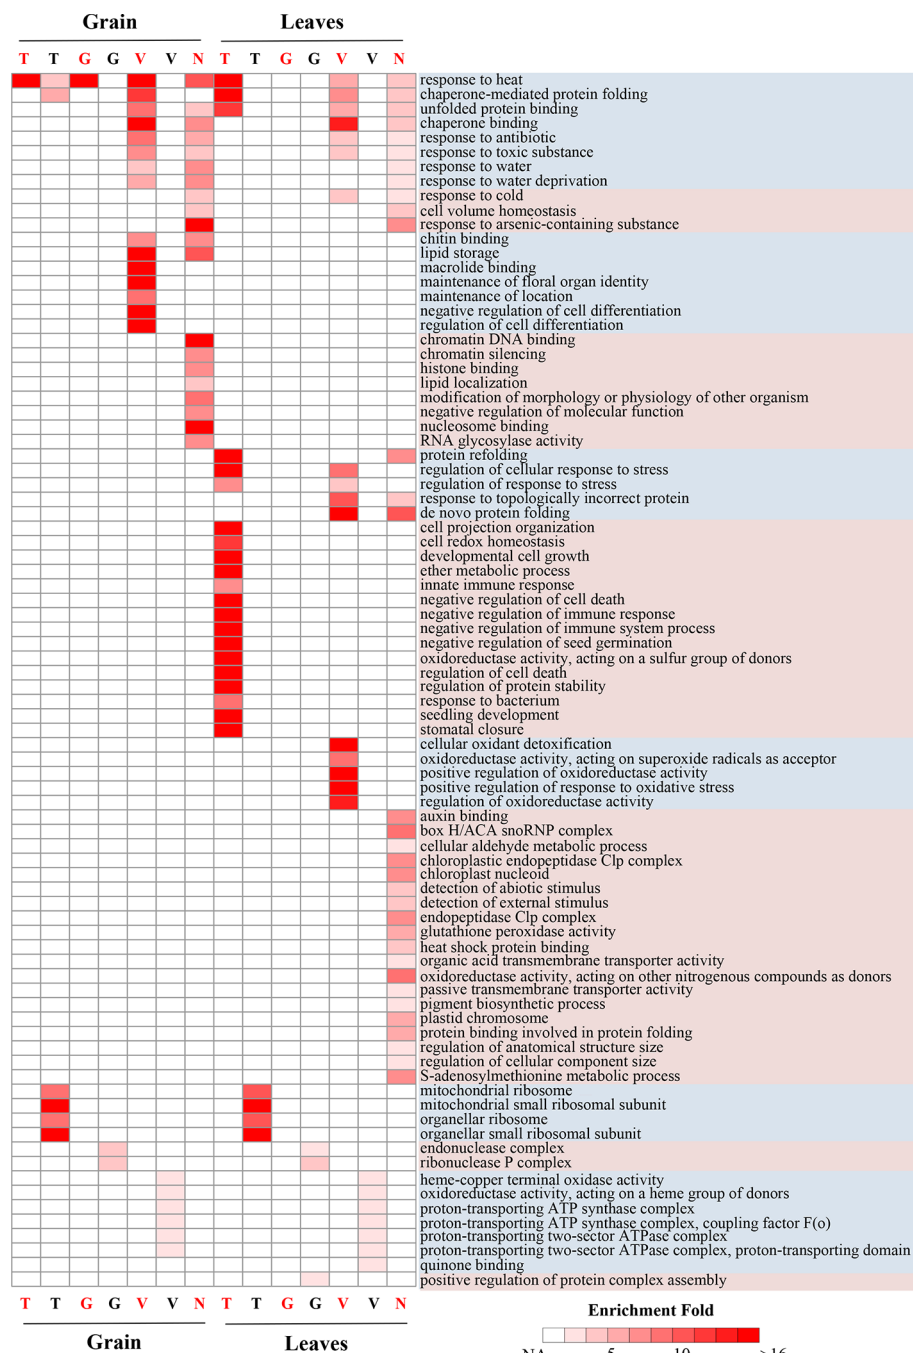 Grain Leaves
T T G G V V N T T G G V V N
response to heat
chaperone-mediated protein folding
unfolded protein binding
chaperone binding
response to antibiotic
response to toxic substance
response to water
response to water deprivation
response to cold
cell volume homeostasis
response to arsenic-containing substance
chitin binding
lipid storage
macrolide binding
maintenance of floral organ identity
maintenance of location
negative regulation of cell differentiation
regulation of cell differentiation
chromatin DNA binding
chromatin silencing
histone binding
lipid localization
modification of morphology or physiology of other organism
negative regulation of molecular function
nucleosome binding
RNA glycosylase activity
protein refolding
regulation of cellular response to stress
regulation of response to stress
response to topologically incorrect protein
de novo protein folding
cell projection organization
cell redox homeostasis
developmental cell growth
ether metabolic process
innate immune response
negative regulation of cell death
negative regulation of immune response
negative regulation of immune system process
negative regulation of seed germination
oxidoreductase activity, acting on a sulfur group of donors
regulation of cell death
regulation of protein stability
response to bacterium
seedling development
stomatal closure
cellular oxidant detoxification
oxidoreductase activity, acting on superoxide radicals as acceptor
positive regulation of oxidoreductase activity
positive regulation of response to oxidative stress
regulation of oxidoreductase activity
auxin binding
box H/ACA snoRNP complex
cellular aldehyde metabolic process
chloroplastic endopeptidase Clp complex
chloroplast nucleoid
detection of abiotic stimulus
detection of external stimulus
endopeptidase Clp complex
glutathione peroxidase activity
heat shock protein binding
organic acid transmembrane transporter activity
oxidoreductase activity, acting on other nitrogenous compounds as donors
passive transmembrane transporter activity
pigment biosynthetic process
plastid chromosome
protein binding involved in protein folding
regulation of anatomical structure size
regulation of cellular component size
S-adenosylmethionine metabolic process
mitochondrial ribosome
mitochondrial small ribosomal subunit
organellar ribosome
organellar small ribosomal subunit
endonuclease complex
ribonuclease P complex
heme-copper terminal oxidase activity
oxidoreductase activity, acting on a heme group of donors
proton-transporting ATP synthase complex
proton-transporting ATP synthase complex, coupling factor F(o)
proton-transporting two-sector ATPase complex
proton-transporting two-sector ATPase complex, proton-transporting domain
quinone binding
positive regulation of protein complex assembly
T T G G V V N T T G G V V N
Grain Leaves
Enrichment Fold
NA 5 10 >16